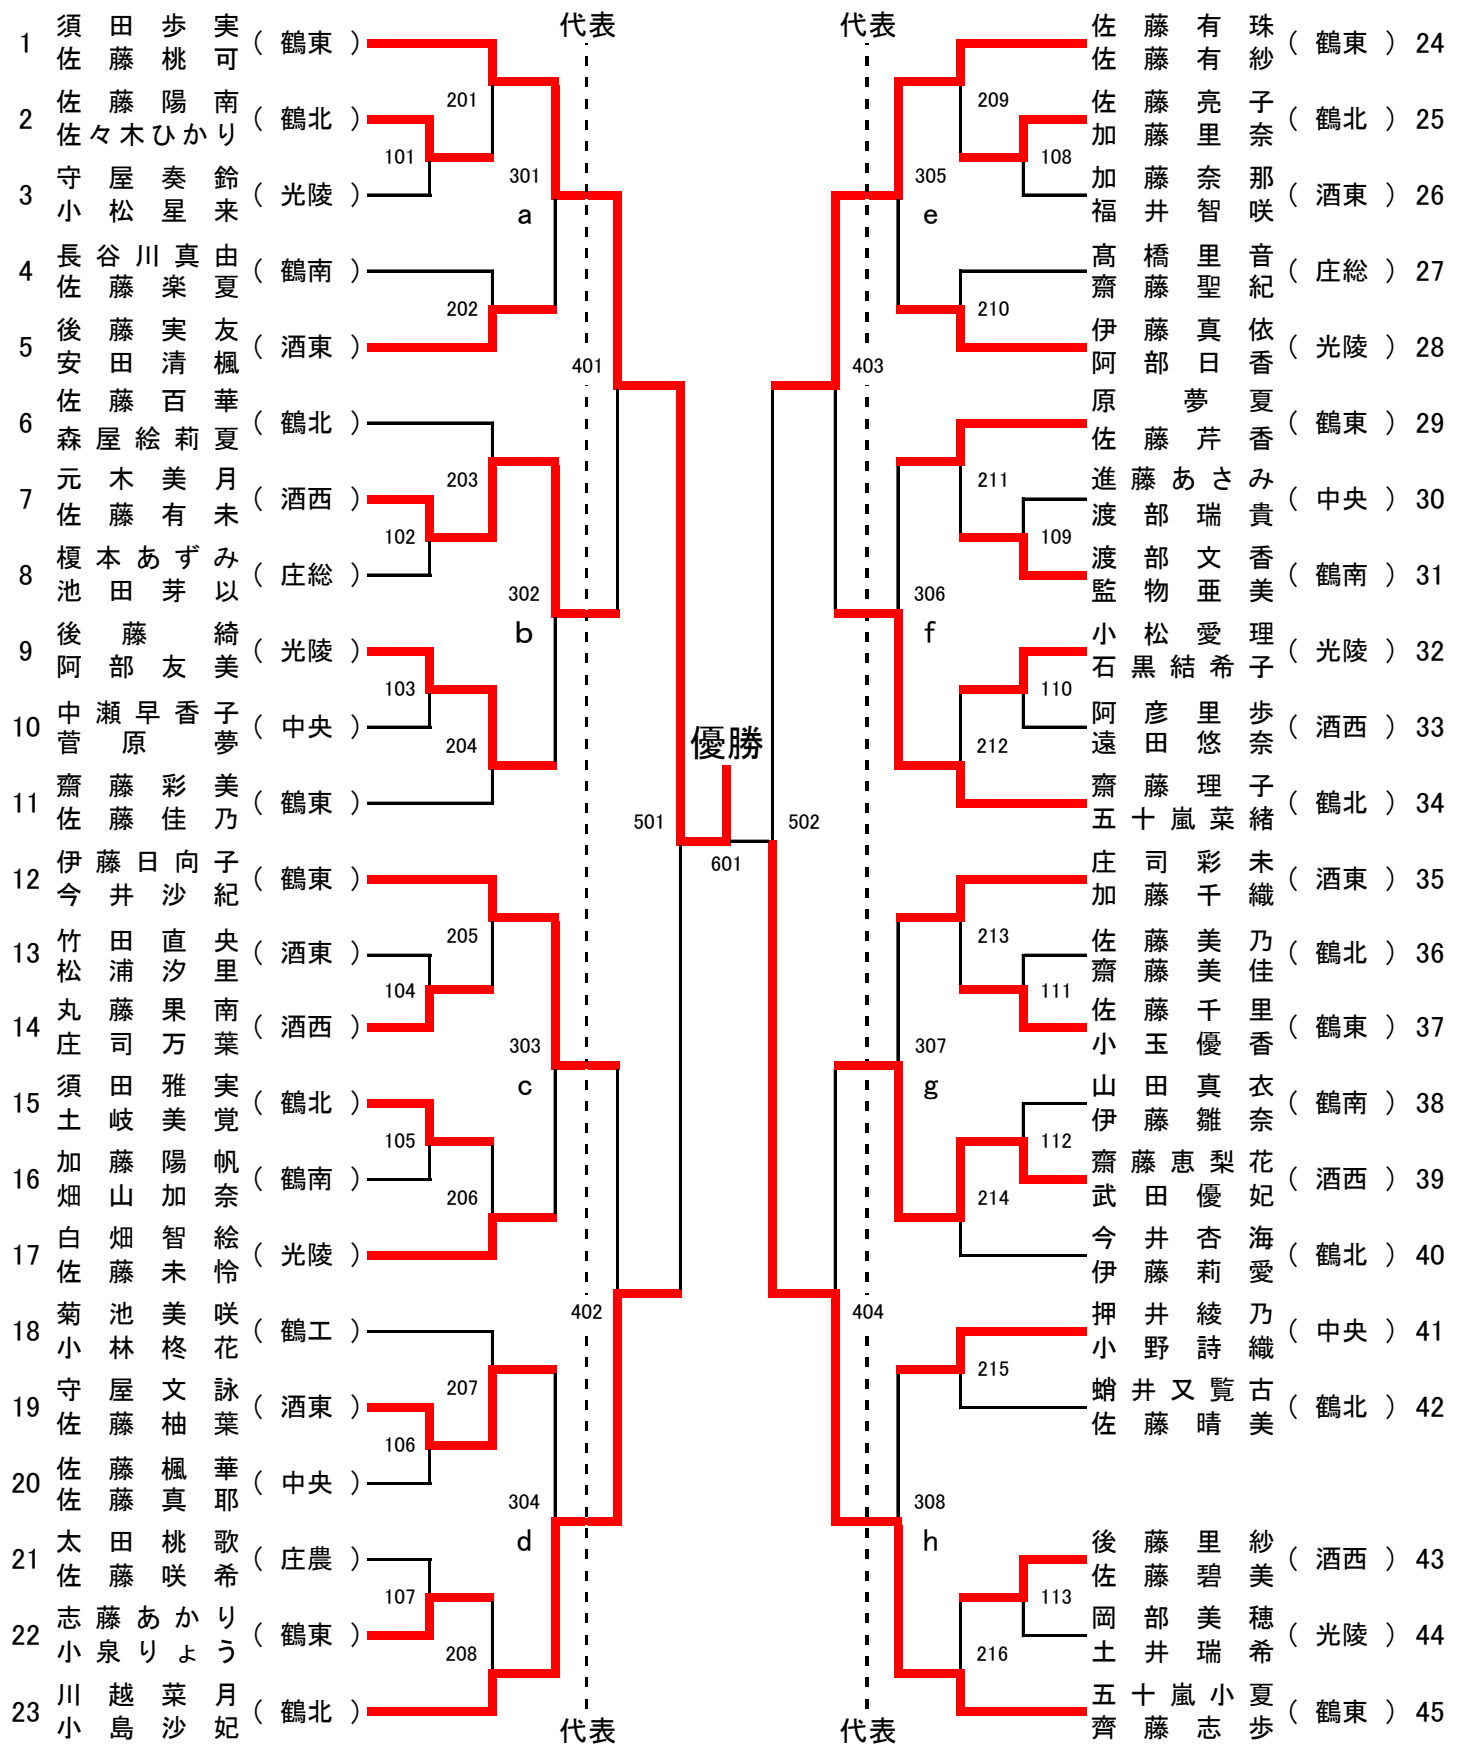 代表
代表
1 須田歩実 佐藤桃可 (鶴東)
2 佐藤陽南 佐々木ひかり (鶴北)
3 守屋奏鈴 小松星来 (光陵)
4 長谷川真由 佐藤楽夏 (鶴南)
5 後藤実友 安田清楓 (酒東)
6 佐藤百華 森屋絵莉夏 (鶴北)
7 元木美月 佐藤有未 (酒西)
8 榎本あずみ 池田芽以 (庄総)
9 後藤綺 阿部友美 (光陵)
10 中瀬早香子 菅原夢 (中央)
11 齋藤彩美 佐藤佳乃 (鶴東)
12 伊藤日向子 今井沙紀 (鶴東)
13 竹田直央 松浦汐里 (酒東)
14 丸藤果南 庄司万葉 (酒西)
15 須田雅実 土岐美覚 (鶴北)
16 加藤陽帆 畑山加奈 (鶴南)
17 白畑智絵 佐藤未怜 (光陵)
18 菊池美咲 小林柊花 (鶴工)
19 守屋文詠 佐藤柚葉 (酒東)
20 佐藤楓華 佐藤真耶 (中央)
21 太田桃歌 佐藤咲希 (庄農)
22 志藤あかり 小泉りょう (鶴東)
23 川越菜月 小島沙妃 (鶴北)
101
102
103
104
105
106
107
201
202
203
204
205
206
207
208
301
a
302
b
303
c
304
d
401
402
501
優勝
601
502
403
404
305
e
306
f
307
g
308
h
209
210
211
212
213
214
215
216
108
109
110
111
112
113
佐藤有珠 佐藤有紗 (鶴東) 24
佐藤亮子 加藤里奈 (鶴北) 25
加藤奈那 福井智咲 (酒東) 26
髙橋里音 齋藤聖紀 (庄総) 27
伊藤真依 阿部日香 (光陵) 28
原夢夏 佐藤芹香 (鶴東) 29
進藤あさみ 渡部瑞貴 (中央) 30
渡部文香 監物亜美 (鶴南) 31
小松愛理 石黒結希子 (光陵) 32
阿彦里歩 遠田悠奈 (酒西) 33
齋藤理子 五十嵐菜緒 (鶴北) 34
庄司彩未 加藤千織 (酒東) 35
佐藤美乃 齋藤美佳 (鶴北) 36
佐藤千里 小玉優香 (鶴東) 37
山田真衣 伊藤雛奈 (鶴南) 38
齋藤恵梨花 武田優妃 (酒西) 39
今井杏海 伊藤莉愛 (鶴北) 40
押井綾乃 小野詩織 (中央) 41
蛸井又覧古 佐藤晴美 (鶴北) 42
後藤里紗 佐藤碧美 (酒西) 43
岡部美穂 土井瑞希 (光陵) 44
五十嵐小夏 齊藤志歩 (鶴東) 45
代表
代表